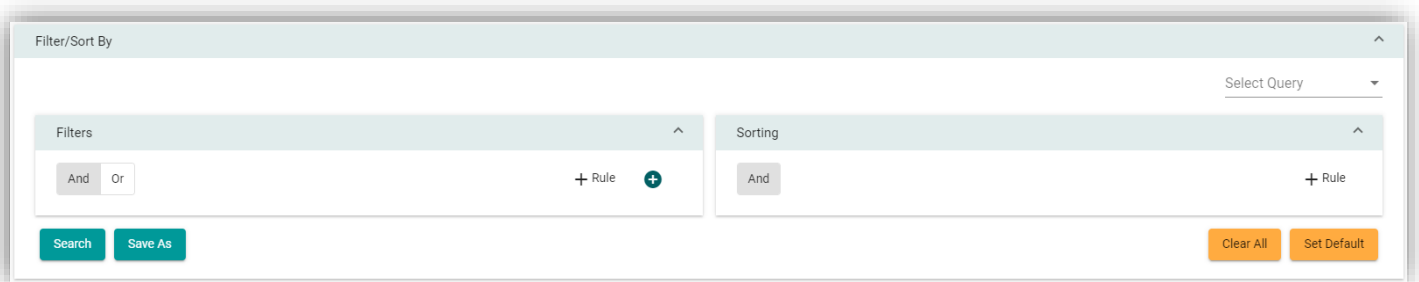 Filter/Sort By
Select Query
Filters
Sorting
And Or + Rule
And + Rule
Search Save As
Clear All Set Default